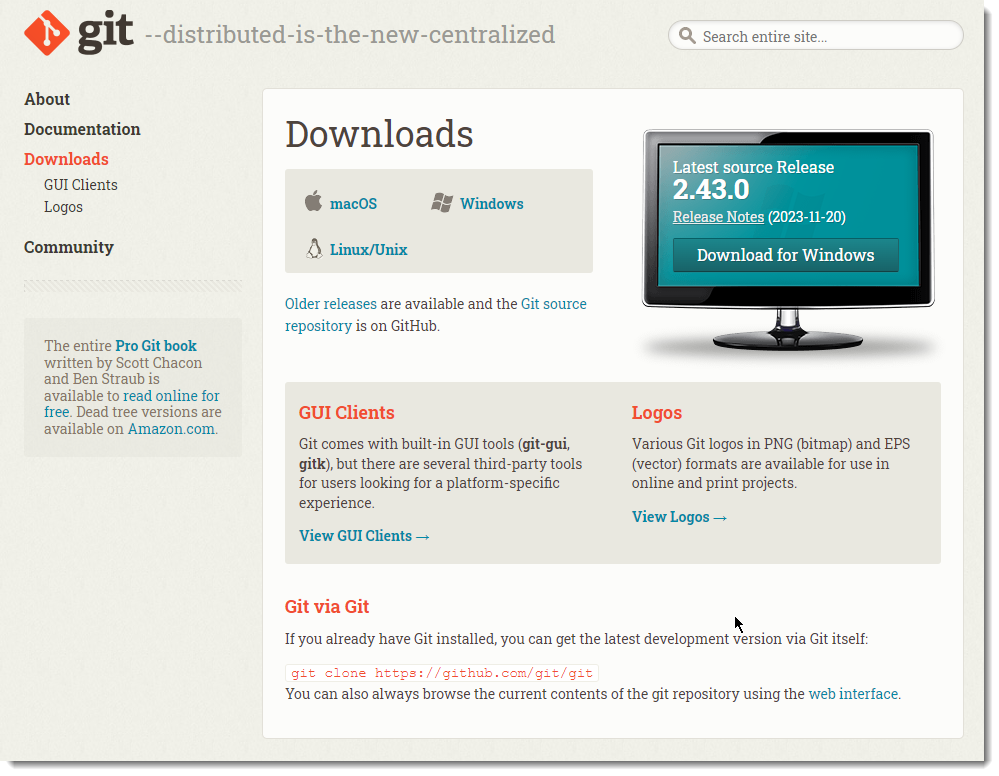 git --distributed-is-the-new-centralized
Search entire site...
About
Documentation
Downloads
GUI Clients
Logos
Community
The entire Pro Git book
written by Scott Chacon
and Ben Straub is
available to read online for
free. Dead tree versions are
available on Amazon.com.
Downloads
macOS
Windows
Linux/Unix
Older releases are available and the Git source
repository is on GitHub.
Latest source Release
2.43.0
Release Notes (2023-11-20)
Download for Windows
GUI Clients
Git comes with built-in GUI tools (git-gui,
gitk), but there are several third-party tools
for users looking for a platform-specific
experience.
View GUI Clients →
Logos
Various Git logos in PNG (bitmap) and EPS
(vector) formats are available for use in
online and print projects.
View Logos →
Git via Git
If you already have Git installed, you can get the latest development version via Git itself:
git clone https://github.com/git/git
You can also always browse the current contents of the git repository using the web interface.